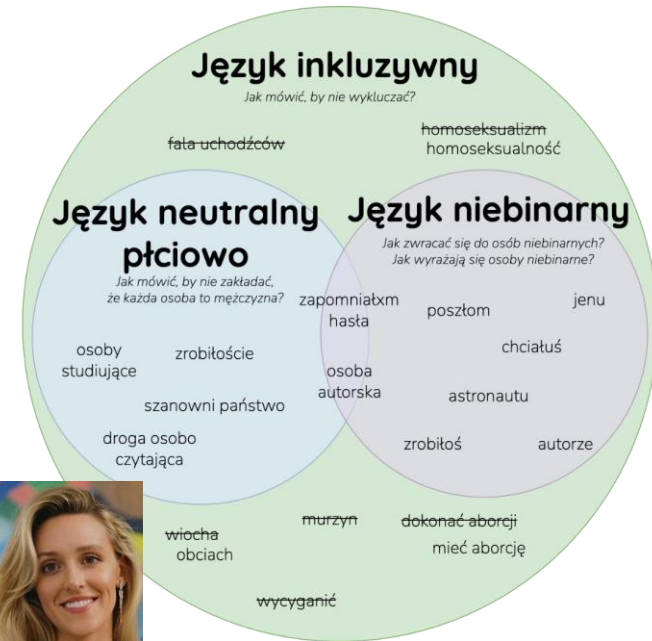 Język inkluzywny
Jak mówić, by nie wykluczać?
fala uchodźców
homoseksualizm
homoseksualność
Język neutralny
płciowo
Jak mówić, by nie zakładać,
że każda osoba to mężczyzna?
osoby
studiujące
zrobiłoście
szanowni państwo
droga osobo
czytająca
zapomniałxm
hasła
osoba
autorska
Język niebinarny
Jak zwracać się do osób niebinarnych?
Jak wyrażają się osoby niebinarne?
poszłom
jenu
chciałuś
astronautu
zrobiłoś
autorze
wiocha
obciach
murzyn
dokonać aborcji
mieć aborcję
wycyganić